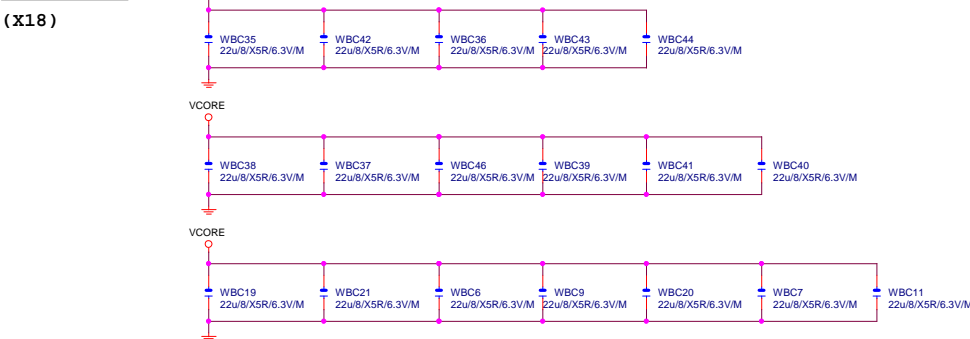 (X18)
WBC35 WBC42 WBC36 WBC43 WBC44
22u/8/X5R/6.3V/M 22u/8/X5R/6.3V/M 22u/8/X5R/6.3V/M 22u/8/X5R/6.3V/M 22u/8/X5R/6.3V/M
VCORE
WBC38 WBC37 WBC46 WBC39 WBC41 WBC40
22u/8/X5R/6.3V/M 22u/8/X5R/6.3V/M 22u/8/X5R/6.3V/M 22u/8/X5R/6.3V/M 22u/8/X5R/6.3V/M 22u/8/X5R/6.3V/M
VCORE
WBC19 WBC21 WBC6 WBC9 WBC20 WBC7 WBC11
22u/8/X5R/6.3V/M 22u/8/X5R/6.3V/M 22u/8/X5R/6.3V/M 22u/8/X5R/6.3V/M 22u/8/X5R/6.3V/M 22u/8/X5R/6.3V/M 22u/8/X5R/6.3V/M